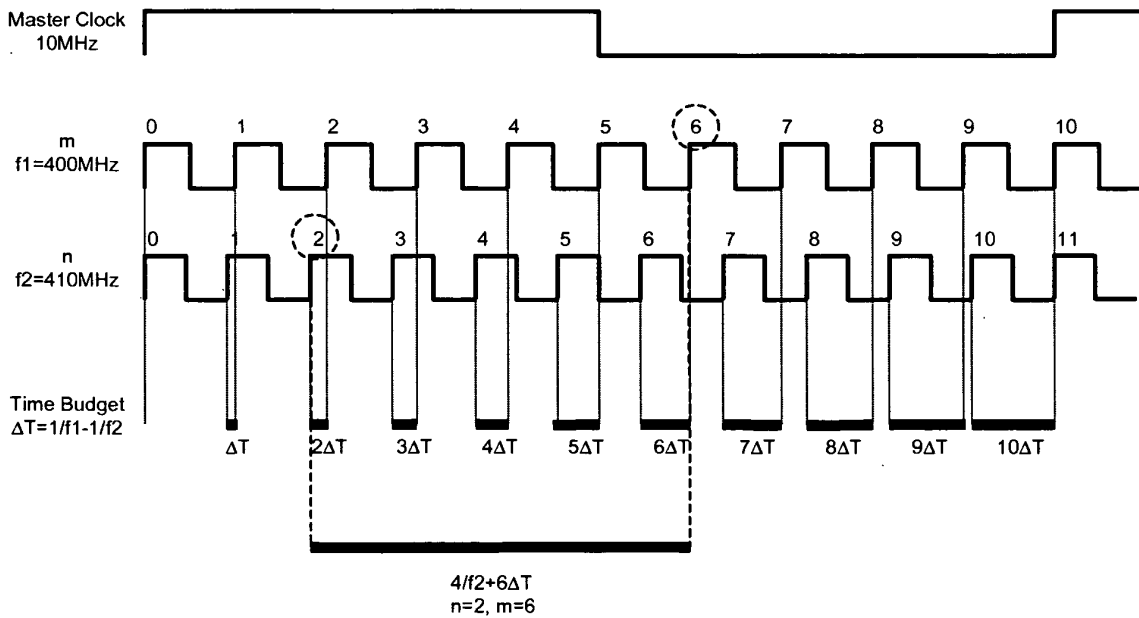 Master Clock
10MHz
0 1 2 3 4 5 6 7 8 9 10
m
f1=400MHz
0 1 2 3 4 5 6 7 8 9 10 11
n
f2=410MHz
Time Budget
ΔT=1/f1-1/f2
ΔT 2ΔT 3ΔT 4ΔT 5ΔT 6ΔT 7ΔT 8ΔT 9ΔT 10ΔT
4/f2+6ΔT
n=2, m=6